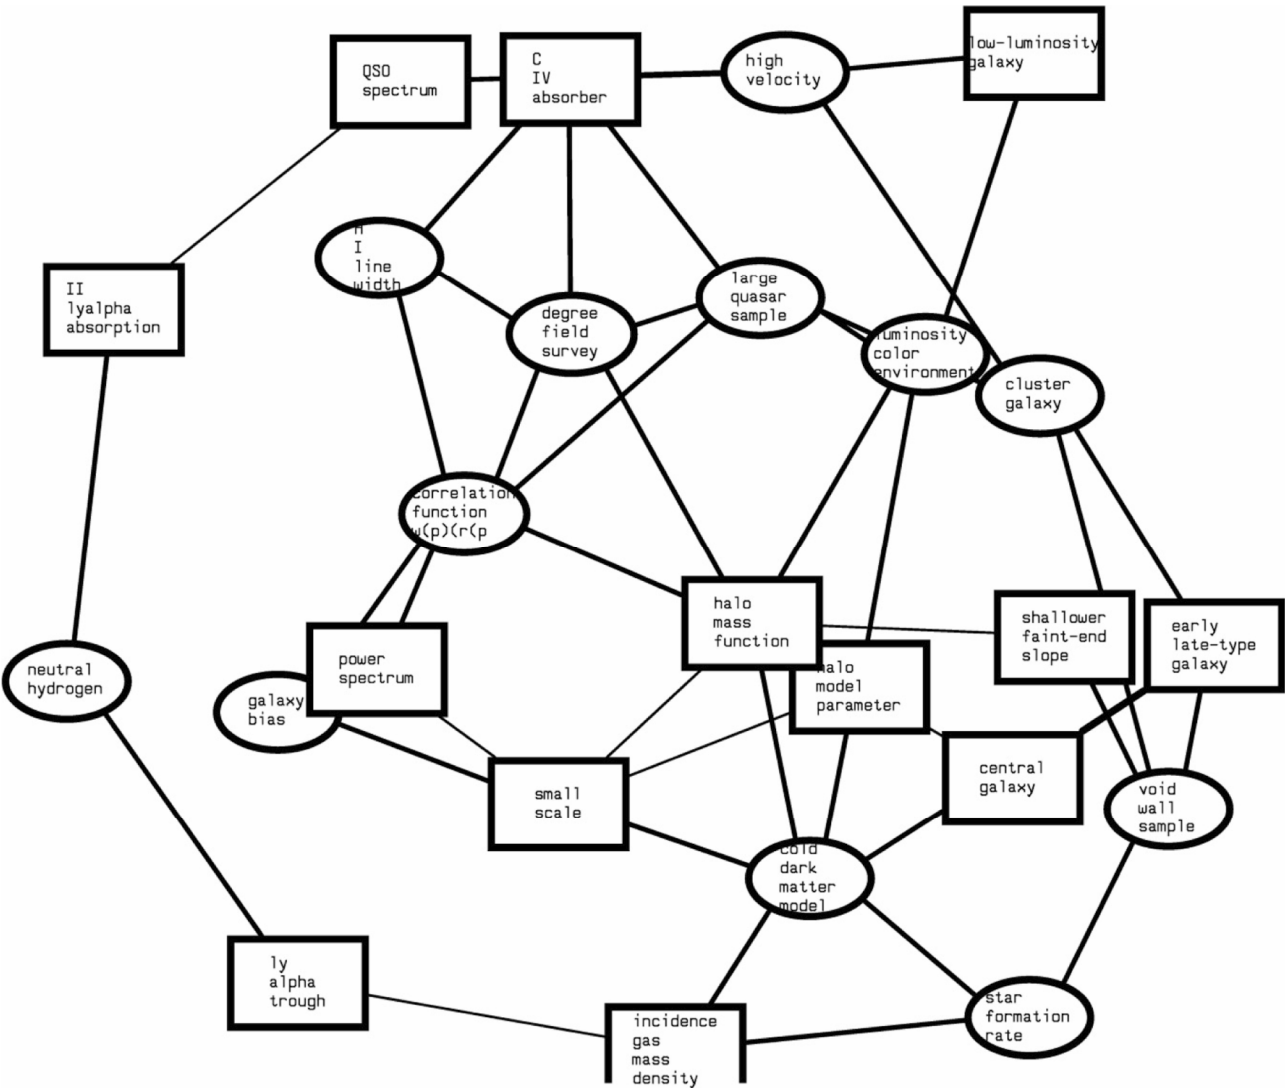 QSO
spectrum
C
IV
absorber
high
velocity
low-luminosity
galaxy
H
I
line
width
II
lyalpha
absorption
degree
field
survey
large
quasar
sample
luminosity
color
environment
cluster
galaxy
correlation
function
w(p)(r(p
halo
mass
function
shallower
faint-end
slope
early
late-type
galaxy
neutral
hydrogen
galaxy
bias
power
spectrum
halo
model
parameter
small
scale
central
galaxy
void
wall
sample
cold
dark
matter
model
ly
alpha
trough
incidence
gas
mass
density
star
formation
rate